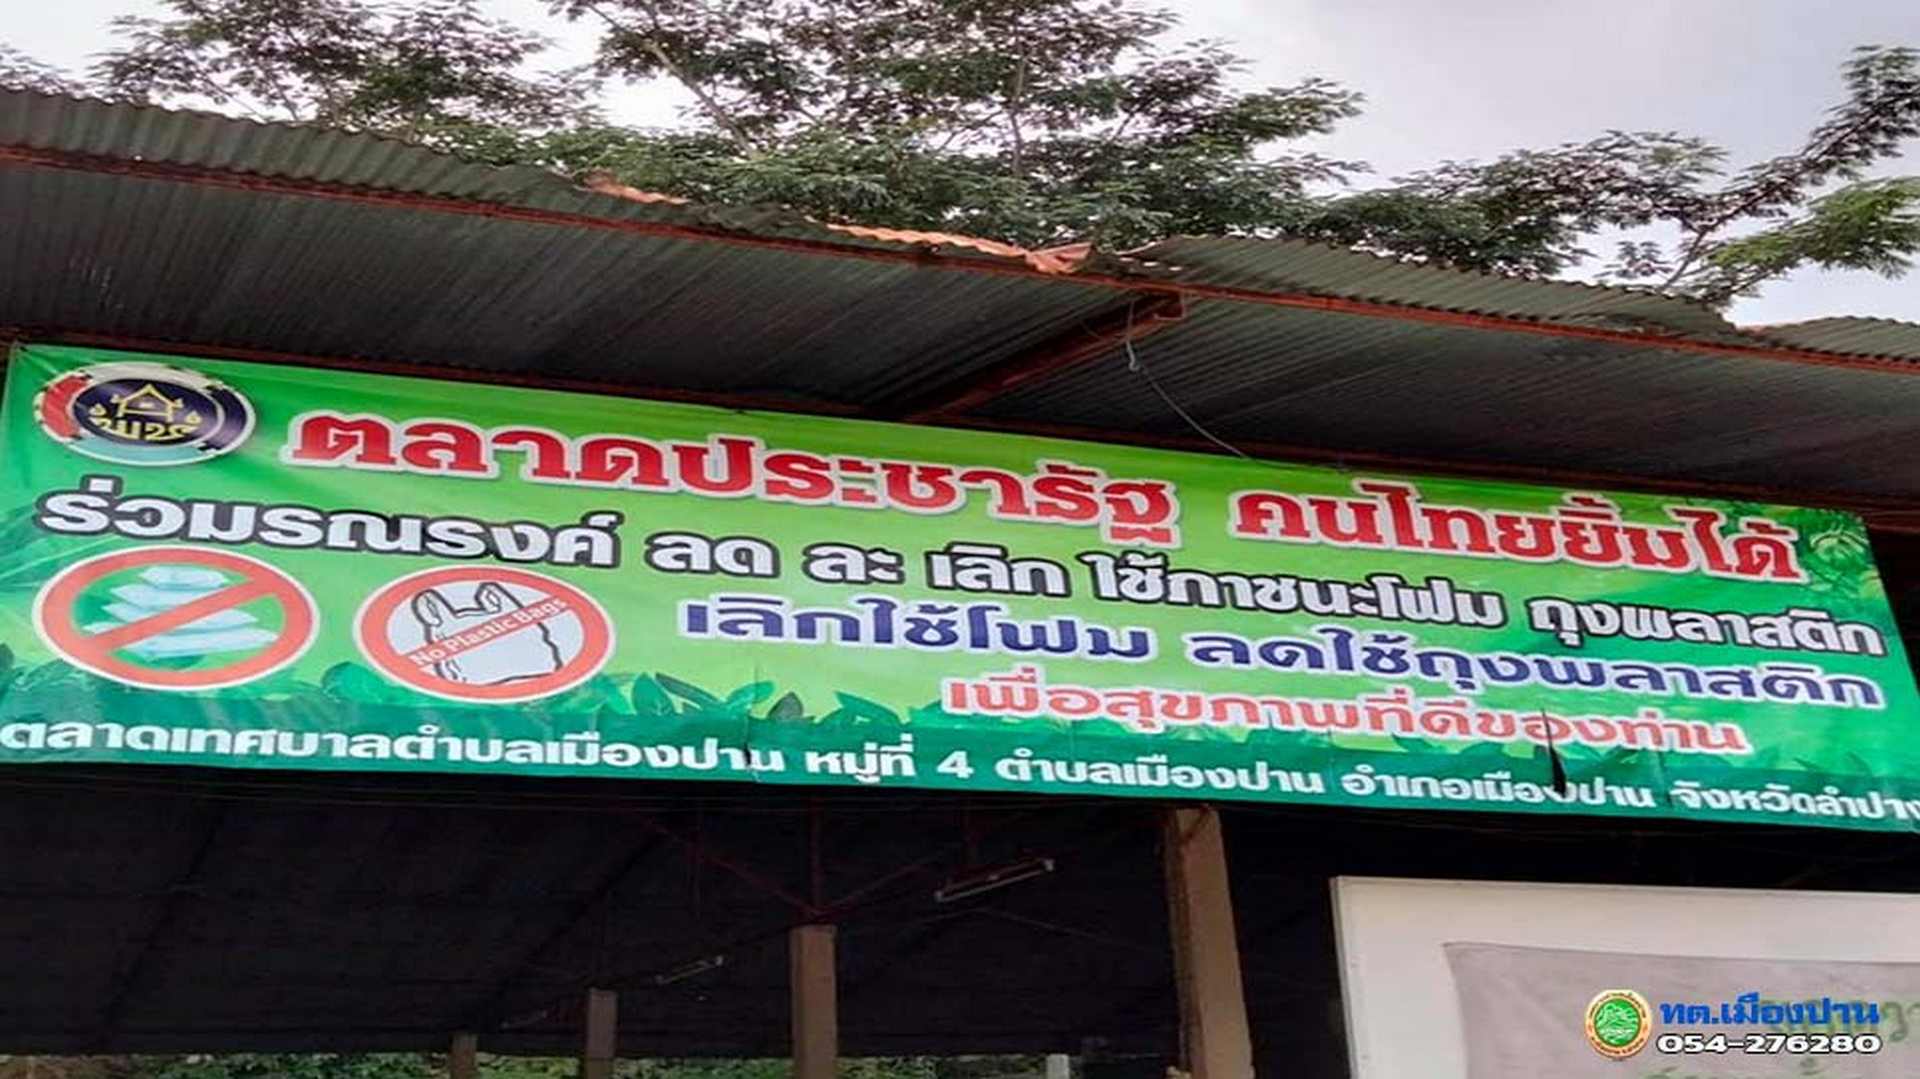 ตลาดประชารัฐ คนไทยยิ้มได้
ร่วมรณรงค์ ลด ละ เลิก ใช้ภาชนะโฟม ถุงพลาสติก
No Plastic Bags
เลิกใช้โฟม ลดใช้ถุงพลาสติก
เพื่อสุขภาพที่ดีของท่าน
ตลาดเทศบาลตำบลเมืองปาน หมู่ที่ 4 ตำบลเมืองปาน อำเภอเมืองปาน จังหวัดลำปาง
ทต.เมืองปาน
054-276280